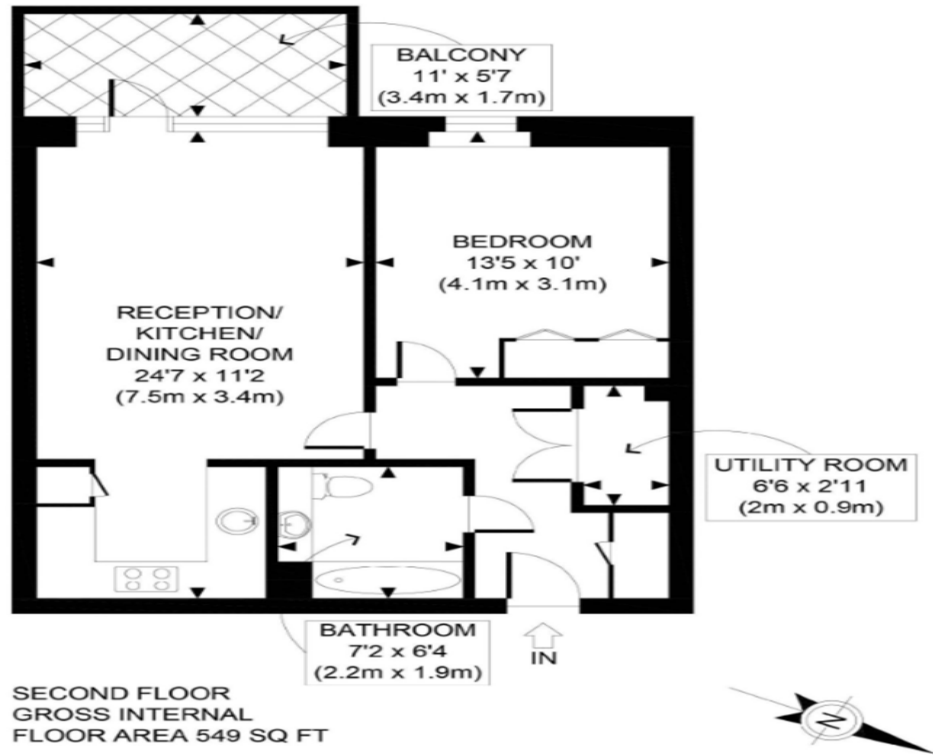 BALCONY
11' x 5'7
(3.4m x 1.7m)
BEDROOM
13'5 x 10'
(4.1m x 3.1m)
RECEPTION/
KITCHEN/
DINING ROOM
24'7 x 11'2
(7.5m x 3.4m)
UTILITY ROOM
6'6 x 2'11
(2m x 0.9m)
BATHROOM
7'2 x 6'4
(2.2m x 1.9m)
IN
SECOND FLOOR
GROSS INTERNAL
FLOOR AREA 549 SQ FT
N